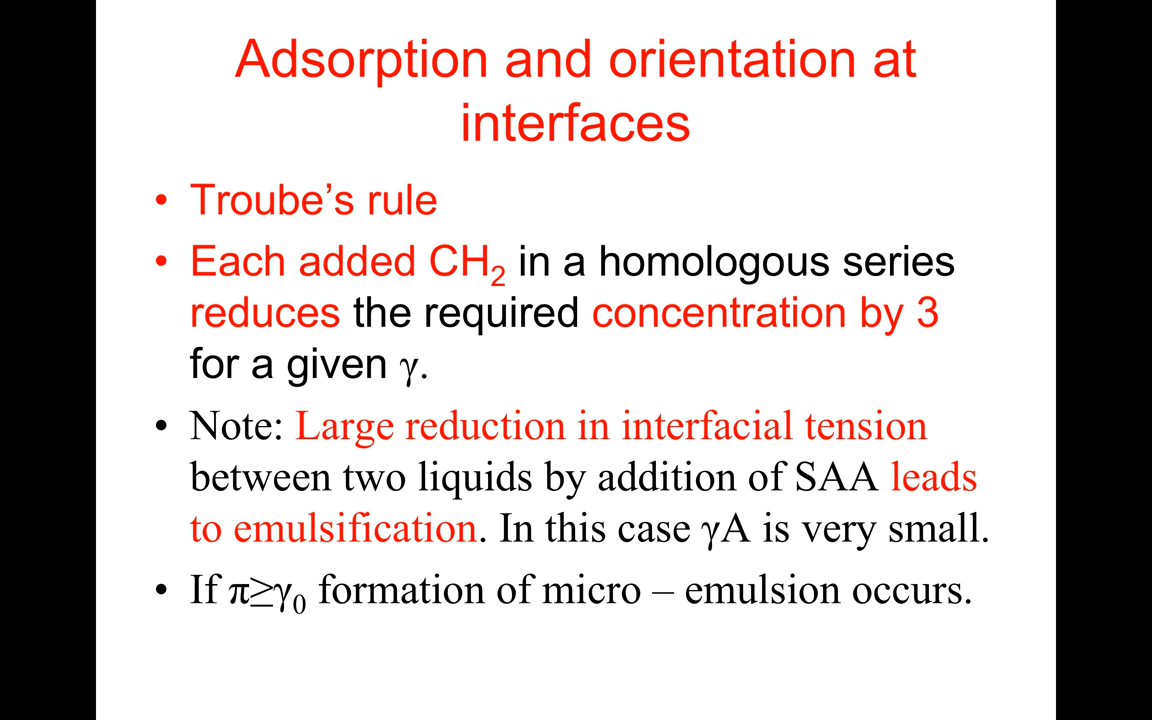 Adsorption and orientation at
interfaces
• Troube’s rule
• Each added CH₂ in a homologous series
reduces the required concentration by 3
for a given γ.
• Note: Large reduction in interfacial tension
between two liquids by addition of SAA leads
to emulsification. In this case γA is very small.
• If π≥γ₀ formation of micro – emulsion occurs.